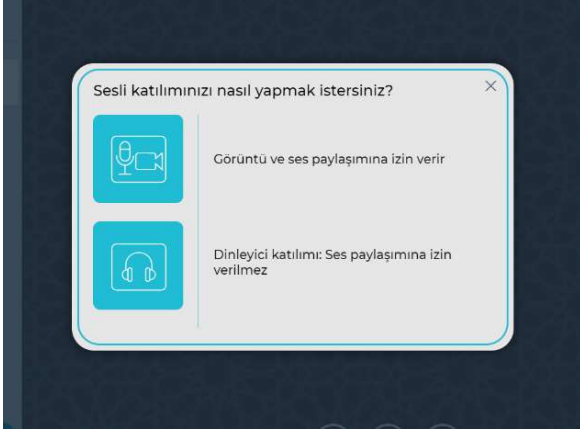 Sesli katılımınızı nasıl yapmak istersiniz?
Görüntü ve ses paylaşımına izin verir
Dinleyici katılımı: Ses paylaşımına izin
verilmez